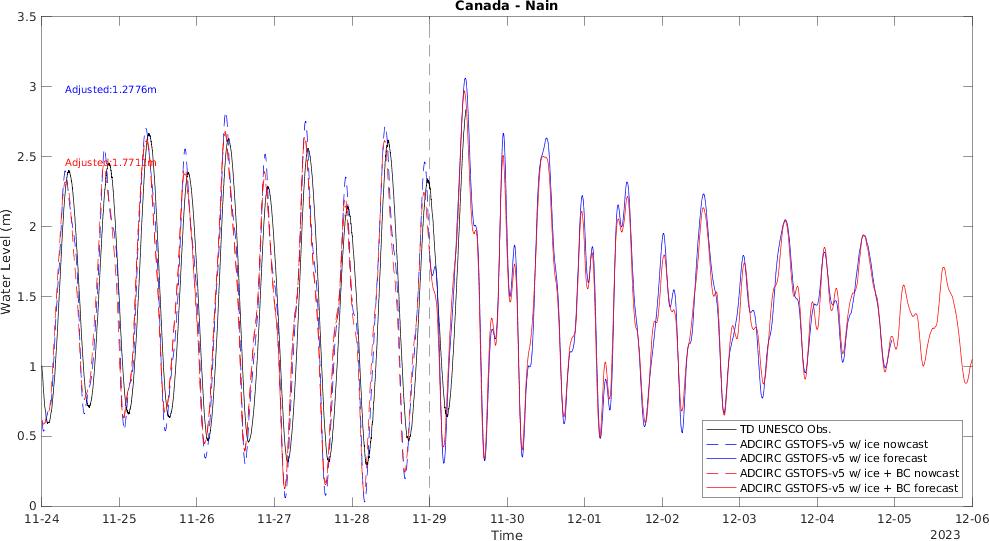 Canada - Nain
3.5
3
2.5
2
1.5
1
0.5
0
Water Level (m)
Adjusted:1.2776m
Adjusted:1.7711m
11-24 11-25 11-26 11-27 11-28 11-29 11-30 12-01 12-02 12-03 12-04 12-05 12-06
Time
2023
TD UNESCO Obs.
ADCIRC GSTOFS-v5 w/ ice nowcast
ADCIRC GSTOFS-v5 w/ ice forecast
ADCIRC GSTOFS-v5 w/ ice + BC nowcast
ADCIRC GSTOFS-v5 w/ ice + BC forecast